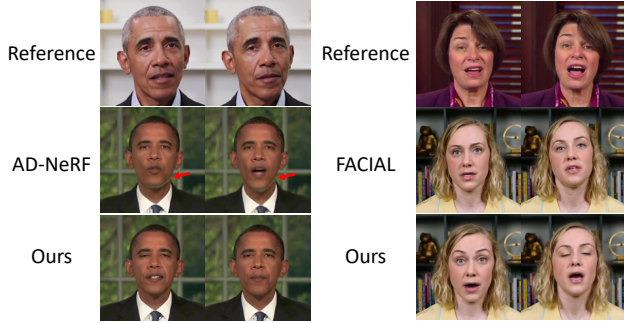 Reference
AD-NeRF
Ours
Reference
FACIAL
Ours